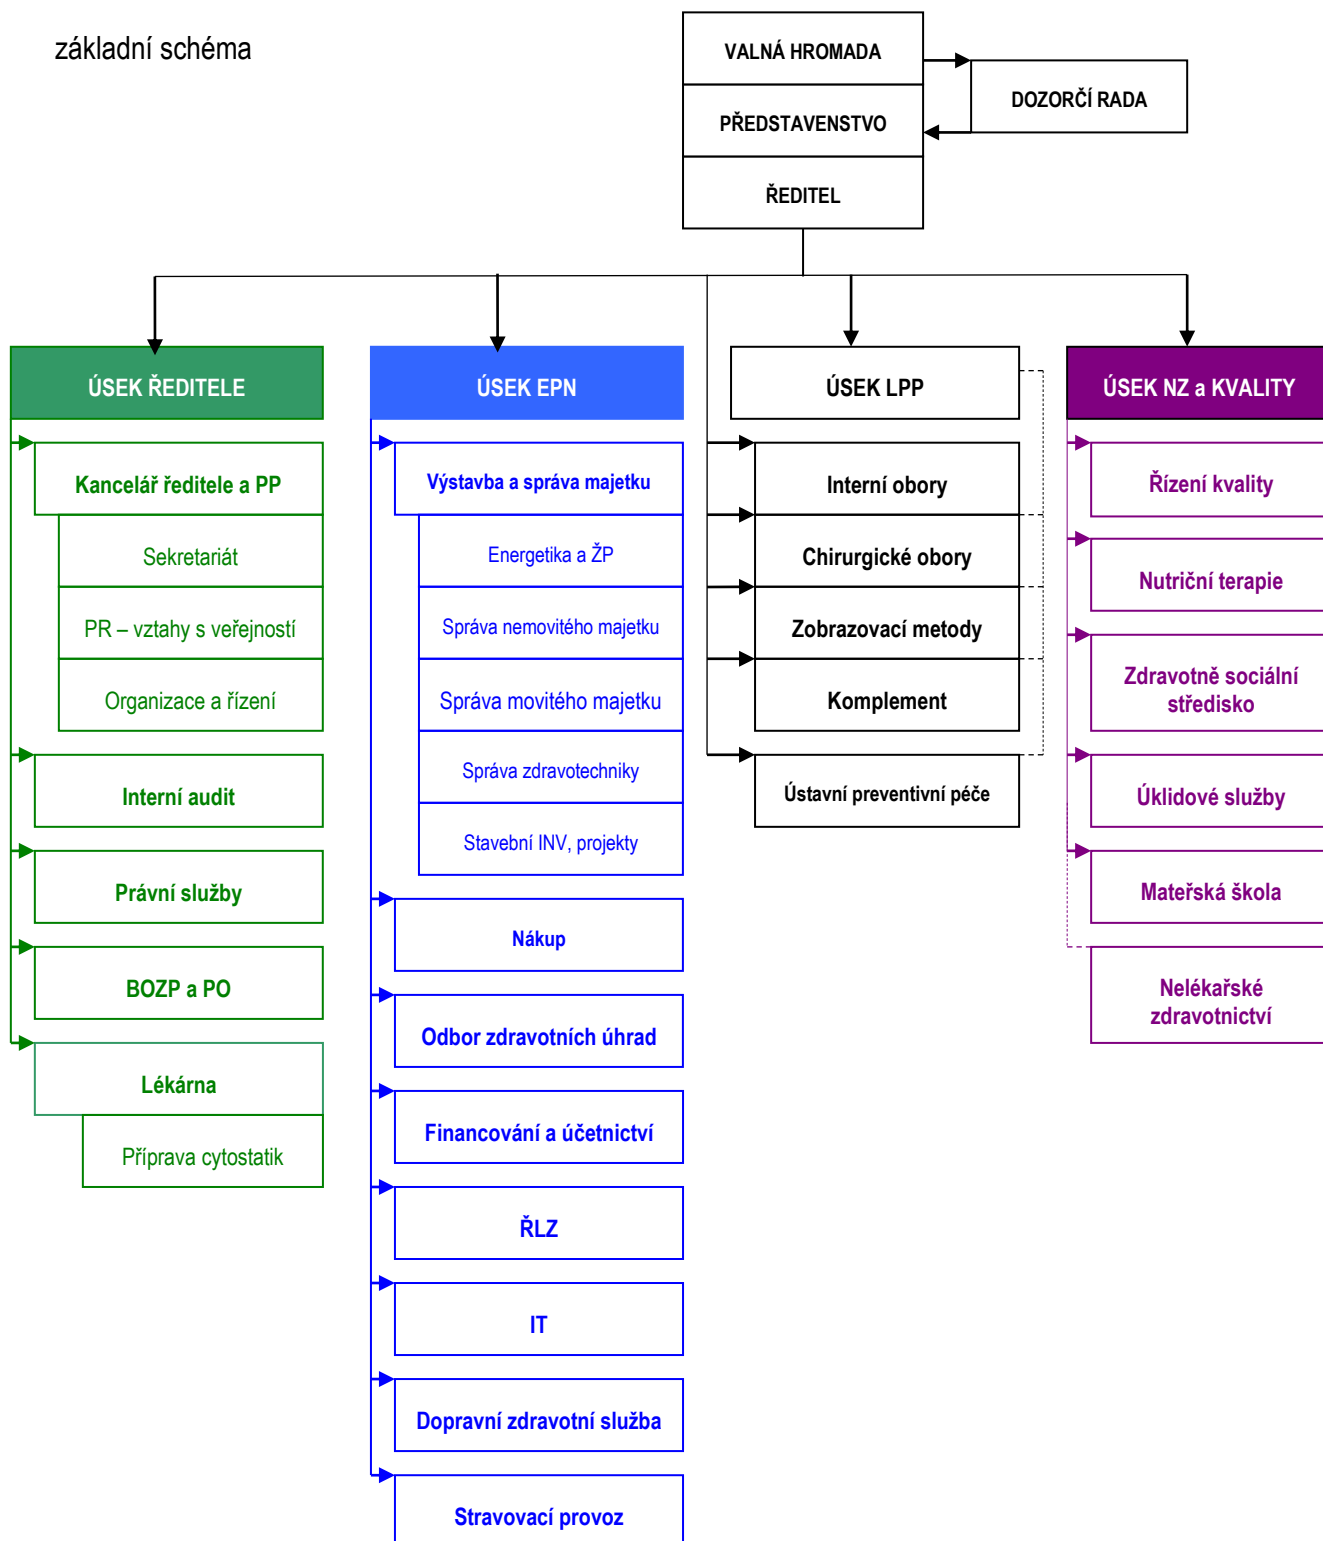 základní schéma
VALNÁ HROMADA
DOZORČÍ RADA
PŘEDSTAVENSTVO
ŘEDITEL
ÚSEK ŘEDITELE
Kancelář ředitele a PP
Sekretariát
PR – vztahy s veřejností
Organizace a řízení
Interní audit
Právní služby
BOZP a PO
Lékárna
Příprava cytostatik
ÚSEK EPN
Výstavba a správa majetku
Energetika a ŽP
Správa nemovitého majetku
Správa movitého majetku
Správa zdravotechniky
Stavební INV, projekty
Nákup
Odbor zdravotních úhrad
Financování a účetnictví
ŘLZ
IT
Dopravní zdravotní služba
Stravovací provoz
ÚSEK LPP
Interní obory
Chirurgické obory
Zobrazovací metody
Komplement
Ústavní preventivní péče
ÚSEK NZ a KVALITY
Řízení kvality
Nutriční terapie
Zdravotně sociální
středisko
Úklidové služby
Mateřská škola
Nelékařské
zdravotnictví